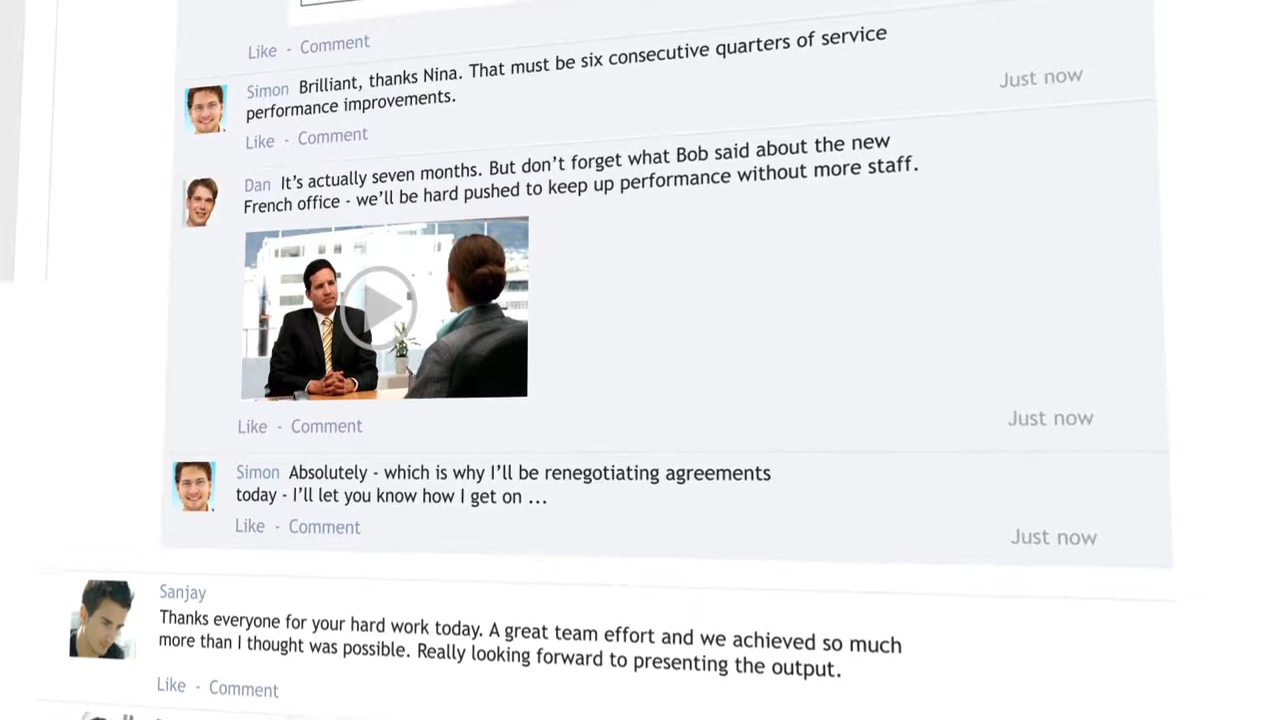 Like - Comment
Simon Brilliant, thanks Nina. That must be six consecutive quarters of service
performance improvements.
Just now
Like - Comment
Dan It’s actually seven months. But don’t forget what Bob said about the new
French office - we’ll be hard pushed to keep up performance without more staff.
Like - Comment
Just now
Simon Absolutely - which is why I’ll be renegotiating agreements
today - I’ll let you know how I get on ...
Like - Comment
Just now
Sanjay
Thanks everyone for your hard work today. A great team effort and we achieved so much
more than I thought was possible. Really looking forward to presenting the output.
Like - Comment